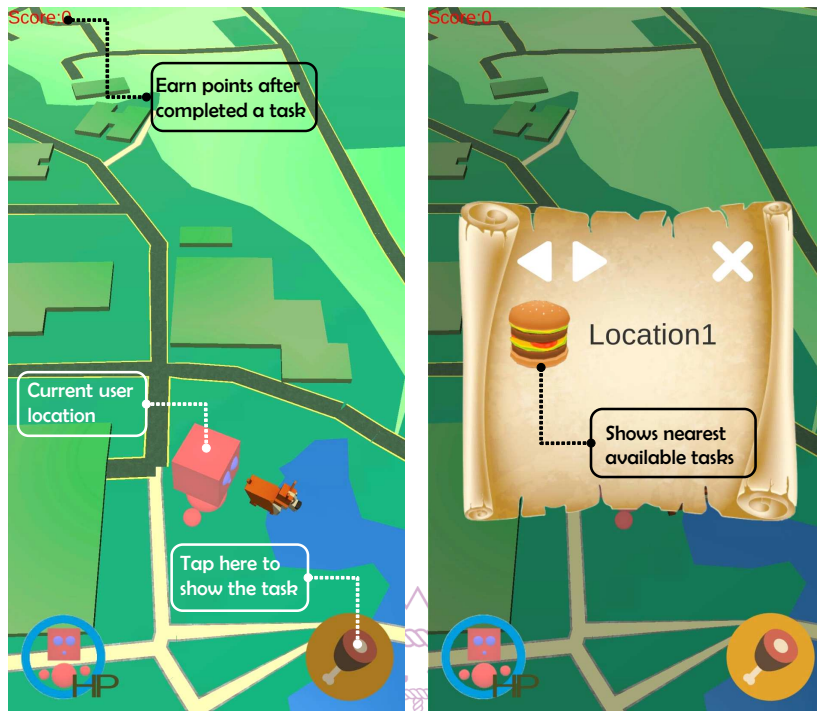 Score:0
Earn points after
completed a task
Current user
location
Tap here to
show the task
HP
Score:0
Location1
Shows nearest
available tasks
HP